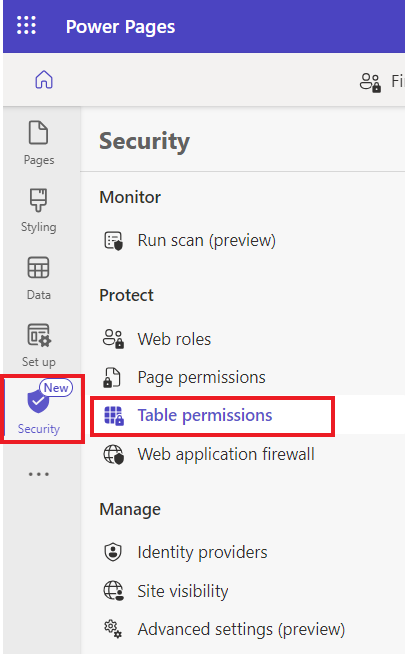 Power Pages
Fi
Security
Pages
Monitor
Run scan (preview)
Styling
Data
Protect
Web roles
Set up
Page permissions
New
Table permissions
Security
Web application firewall
Manage
Identity providers
Site visibility
Advanced settings (preview)